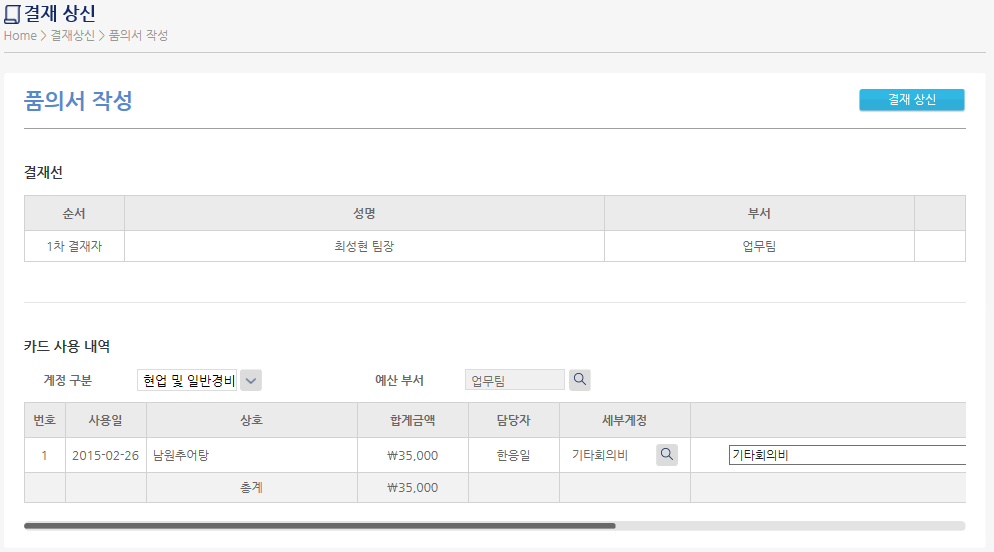 결재 상신
Home > 결재상신 > 품의서 작성
품의서 작성
결재 상신
결재선
순서 성명 부서
1차 결재자 최성현 팀장 업무팀
카드 사용 내역
계정 구분 현업 및 일반경비 예산 부서 업무팀
번호 사용일 상호 합계금액 담당자 세부계정
1 2015-02-26 남원추어탕 ₩35,000 한응일 기타회의비 기타회의비
총계 ₩35,000